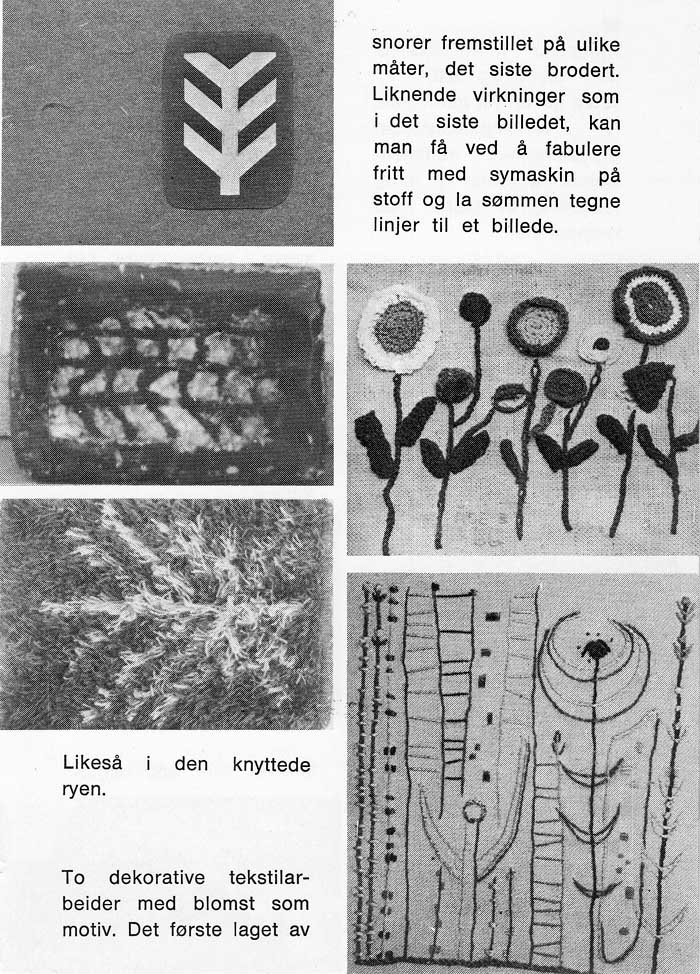 Likeså i den knyttede
ryen.
To dekorative tekstilar-
beider med blomst som
motiv. Det første laget av
snorer fremstillet på ulike
måter, det siste brodert.
Liknende virkninger som
i det siste billedet, kan
man få ved å fabulere
fritt med symaskin på
stoff og la sømmen tegne
linjer til et billede.